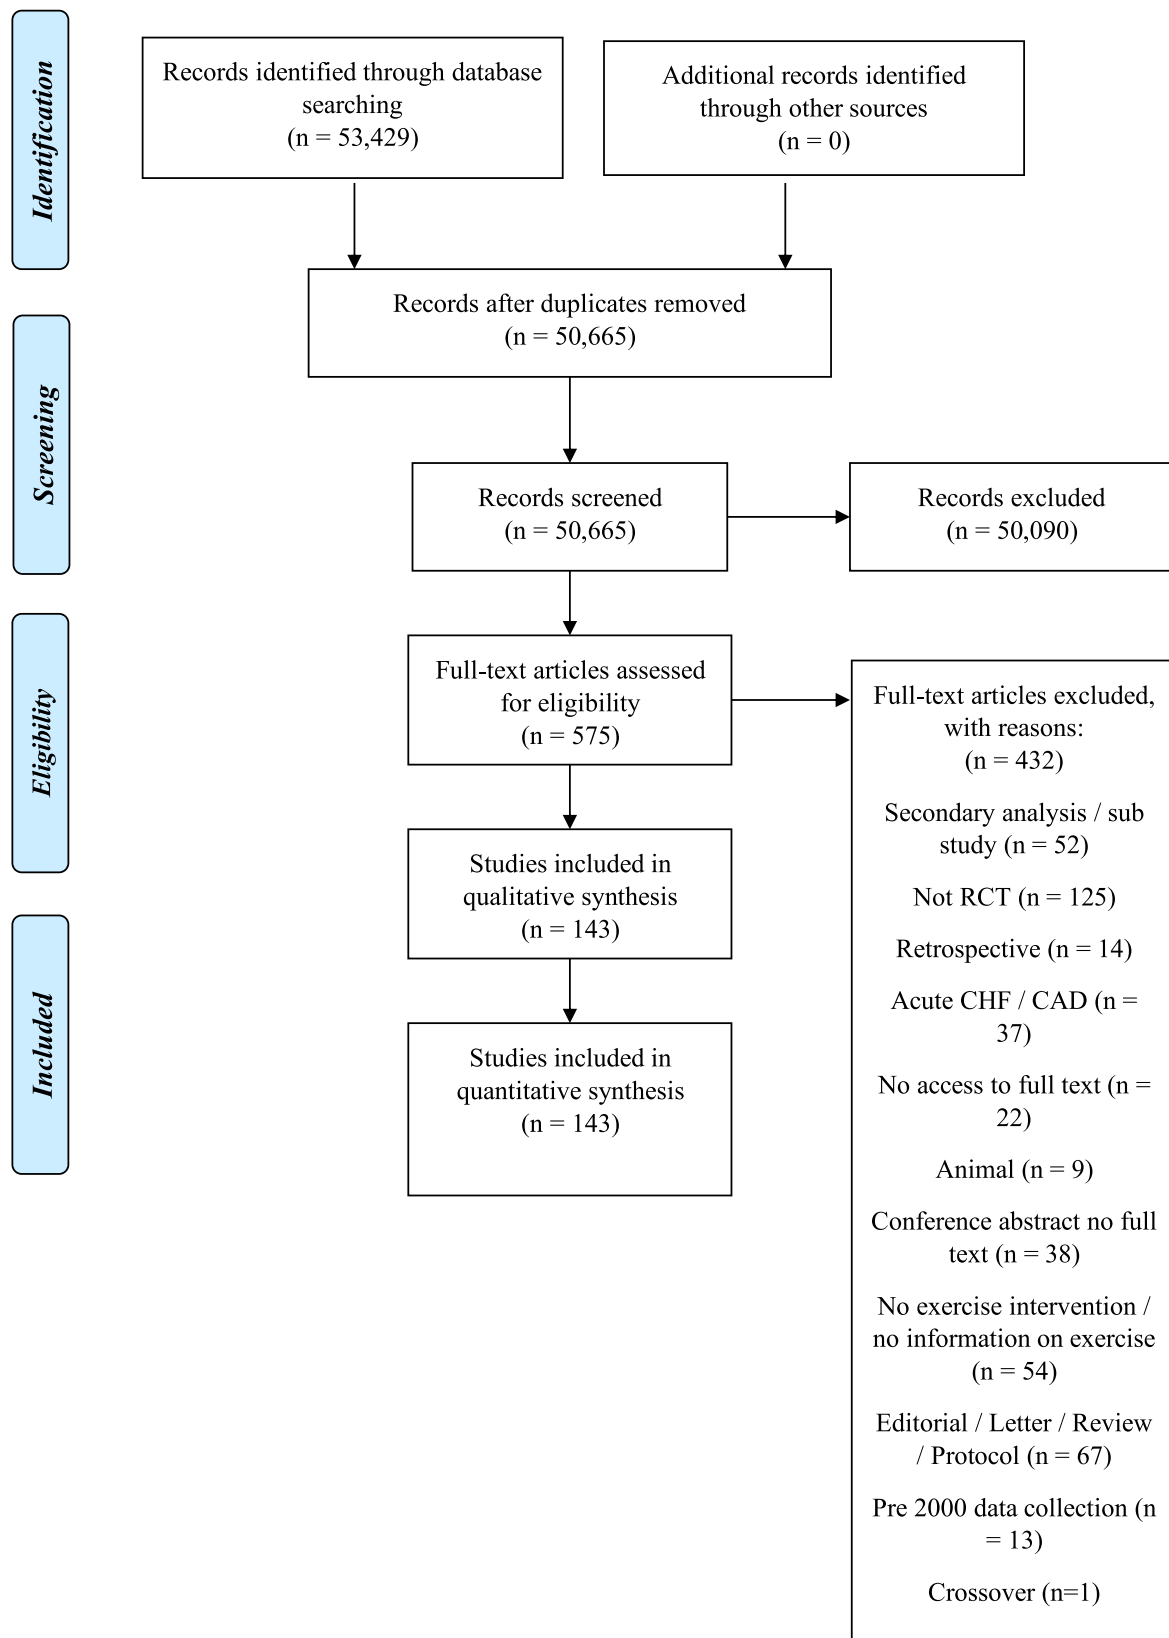 Identification
Records identified through database
searching
(n = 53,429)
Additional records identified
through other sources
(n = 0)
Records after duplicates removed
(n = 50,665)
Screening
Records screened
(n = 50,665)
Records excluded
(n = 50,090)
Eligibility
Full-text articles assessed
for eligibility
(n = 575)
Full-text articles excluded,
with reasons:
(n = 432)
Secondary analysis / sub
study (n = 52)
Not RCT (n = 125)
Retrospective (n = 14)
Acute CHF / CAD (n =
37)
No access to full text (n =
22)
Animal (n = 9)
Conference abstract no full
text (n = 38)
No exercise intervention /
no information on exercise
(n = 54)
Editorial / Letter / Review
/ Protocol (n = 67)
Pre 2000 data collection (n
= 13)
Crossover (n=1)
Studies included in
qualitative synthesis
(n = 143)
Included
Studies included in
quantitative synthesis
(n = 143)